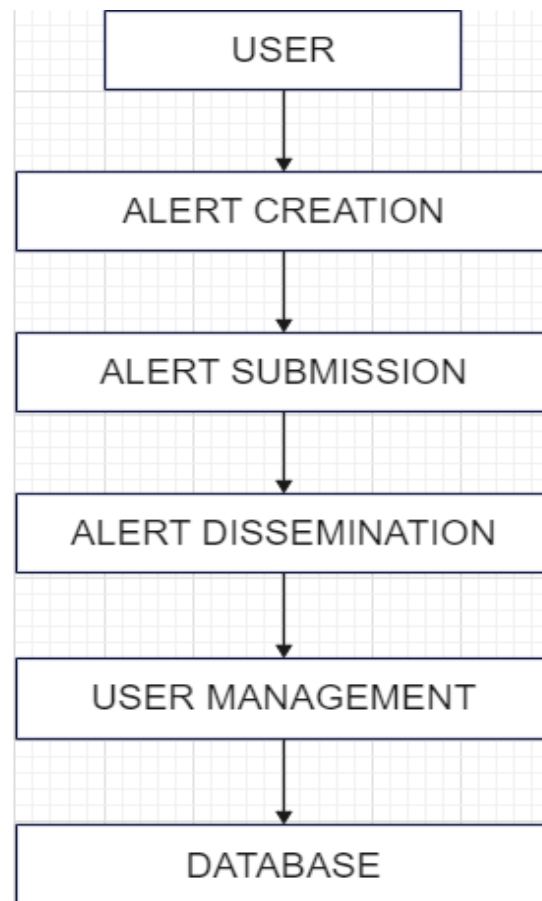 USER
ALERT CREATION
ALERT SUBMISSION
ALERT DISSEMINATION
USER MANAGEMENT
DATABASE